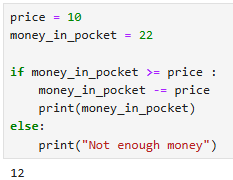 price = 10
money_in_pocket = 22

if money_in_pocket >= price :
    money_in_pocket -= price
    print(money_in_pocket)
else:
    print("Not enough money")
12